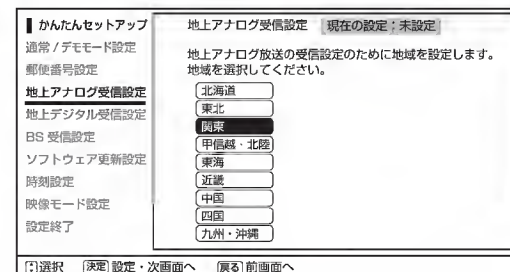 かんたんセットアップ
通常 / デモモード設定
郵便番号設定
地上アナログ受信設定
地上デジタル受信設定
BS 受信設定
ソフトウェア更新設定
時刻設定
映像モード設定
設定終了
地上アナログ受信設定 現在の設定：未設定
地上アナログ放送の受信設定のために地域を設定します。
地域を選択してください。
北海道
東北
関東
甲信越・北陸
東海
近畿
中国
四国
九州・沖縄
選択 決定 設定・次画面へ 戻る 前画面へ